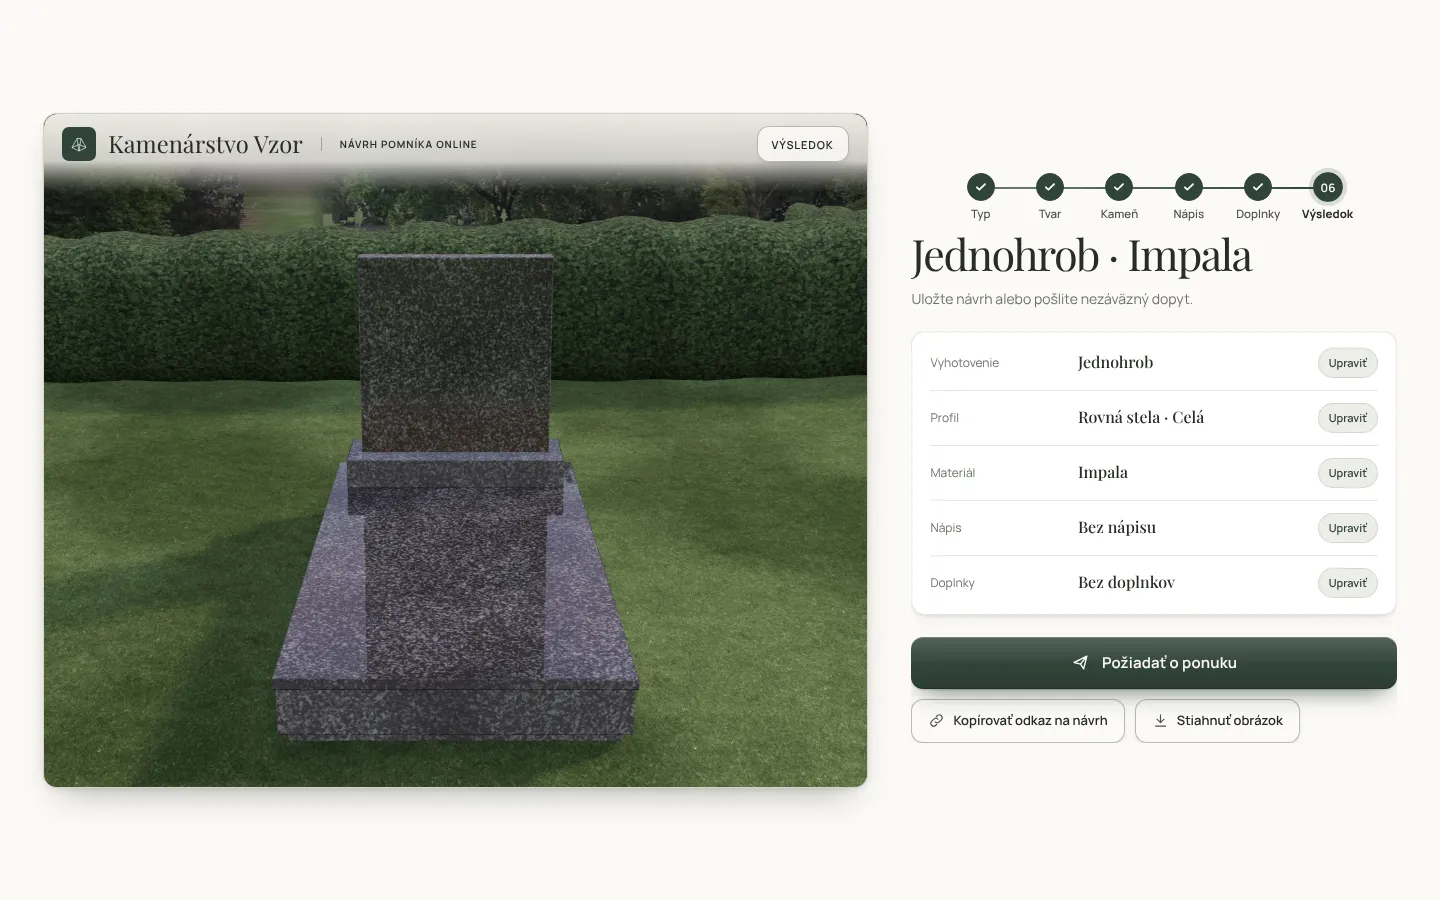 Kamenárstvo Vzor
NÁVRH POMNÍKA ONLINE
VÝSLEDOK
06
Typ
Tvar
Kameň
Nápis
Doplnky
Výsledok
Jednohrob · Impala
Uložte návrh alebo pošlite nezáväzný dopyt.
Vyhotovenie
Jednohrob
Upraviť
Profil
Rovná stela · Celá
Upraviť
Materiál
Impala
Upraviť
Nápis
Bez nápisu
Upraviť
Doplnky
Bez doplnkov
Upraviť
Požiadať o ponuku
Kopírovať odkaz na návrh
Stiahnuť obrázok